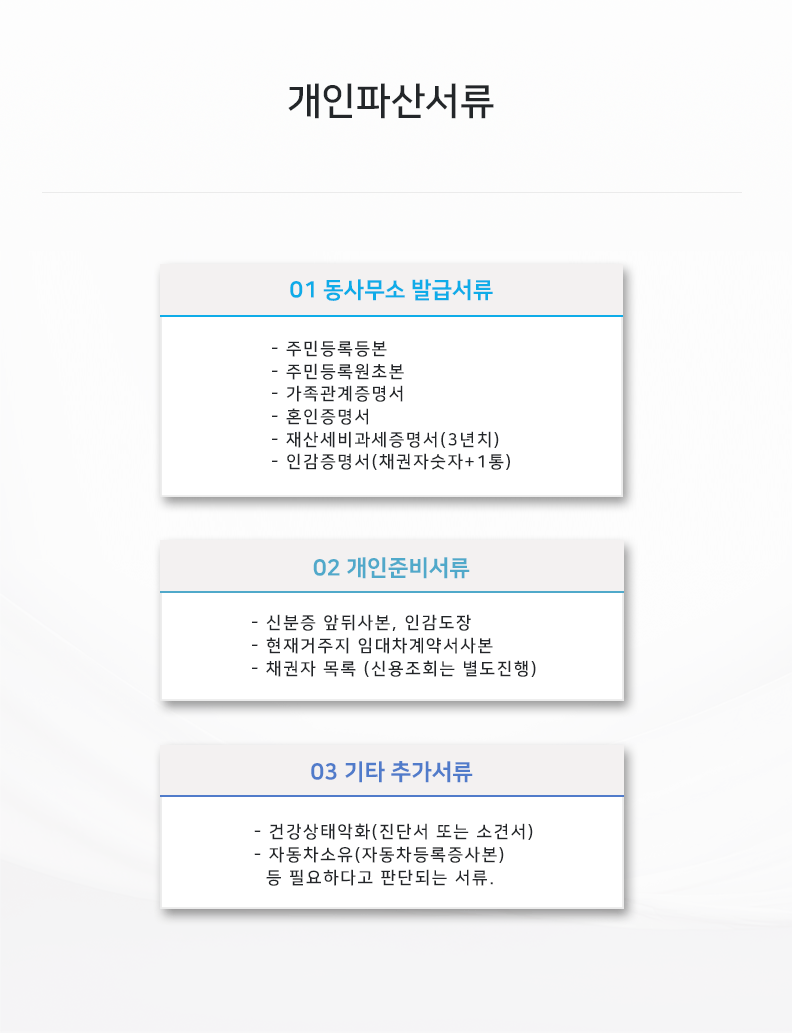 개인파산서류
01 동사무소 발급서류
- 주민등록등본
- 주민등록원초본
- 가족관계증명서
- 혼인증명서
- 재산세비과세증명서(3년치)
- 인감증명서(채권자숫자+1통)
02 개인준비서류
- 신분증 앞뒤사본, 인감도장
- 현재거주지 임대차계약서사본
- 채권자 목록 (신용조회는 별도진행)
03 기타 추가서류
- 건강상태악화(진단서 또는 소견서)
- 자동차소유(자동차등록증사본)
등 필요하다고 판단되는 서류.